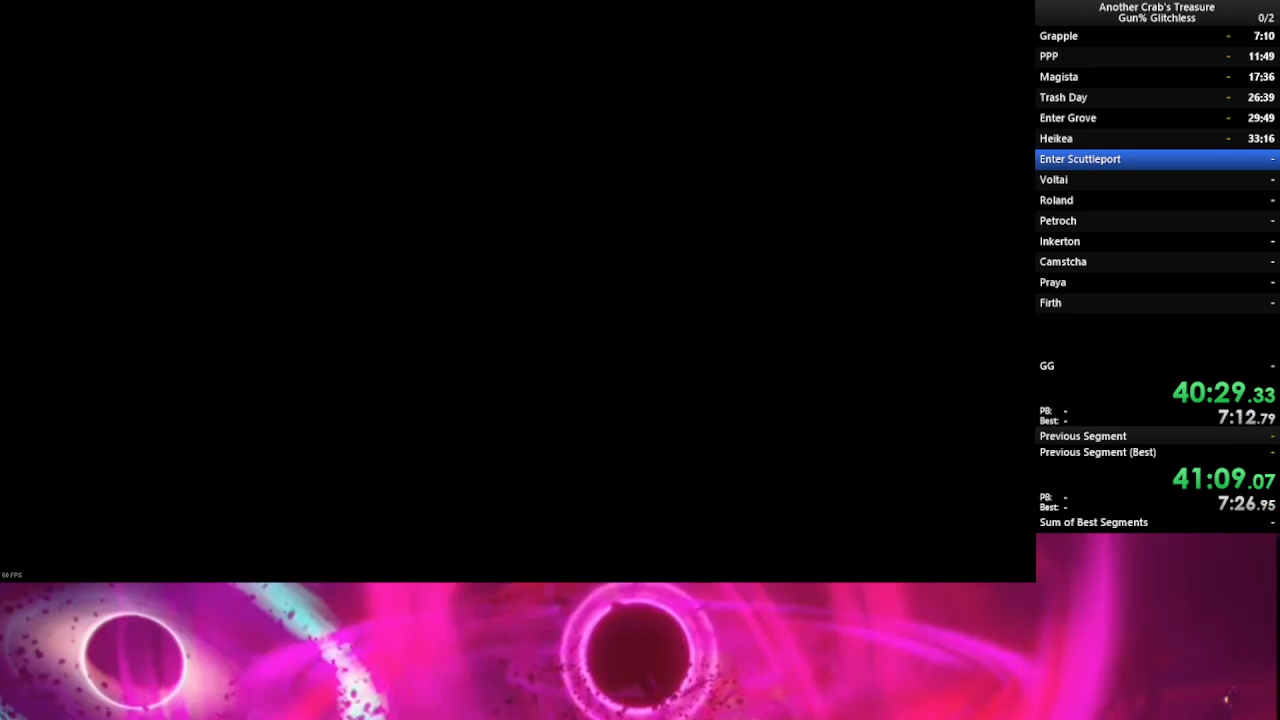 Another Crab's Treasure
Gun% Glitchless 0/2
Grapple - 7:10
PPP - 11:49
Magista - 17:36
Trash Day - 26:39
Enter Grove - 29:49
Heikea - 33:16
Enter Scuttleport -
Voltai -
Roland -
Petroch -
Inkerton -
Camstcha -
Praya -
Firth -
GG -
40:29.33
PB: -
Best: - 7:12.79
Previous Segment -
Previous Segment (Best) -
41:09.07
PB: -
Best: - 7:26.95
Sum of Best Segments -
60 FPS